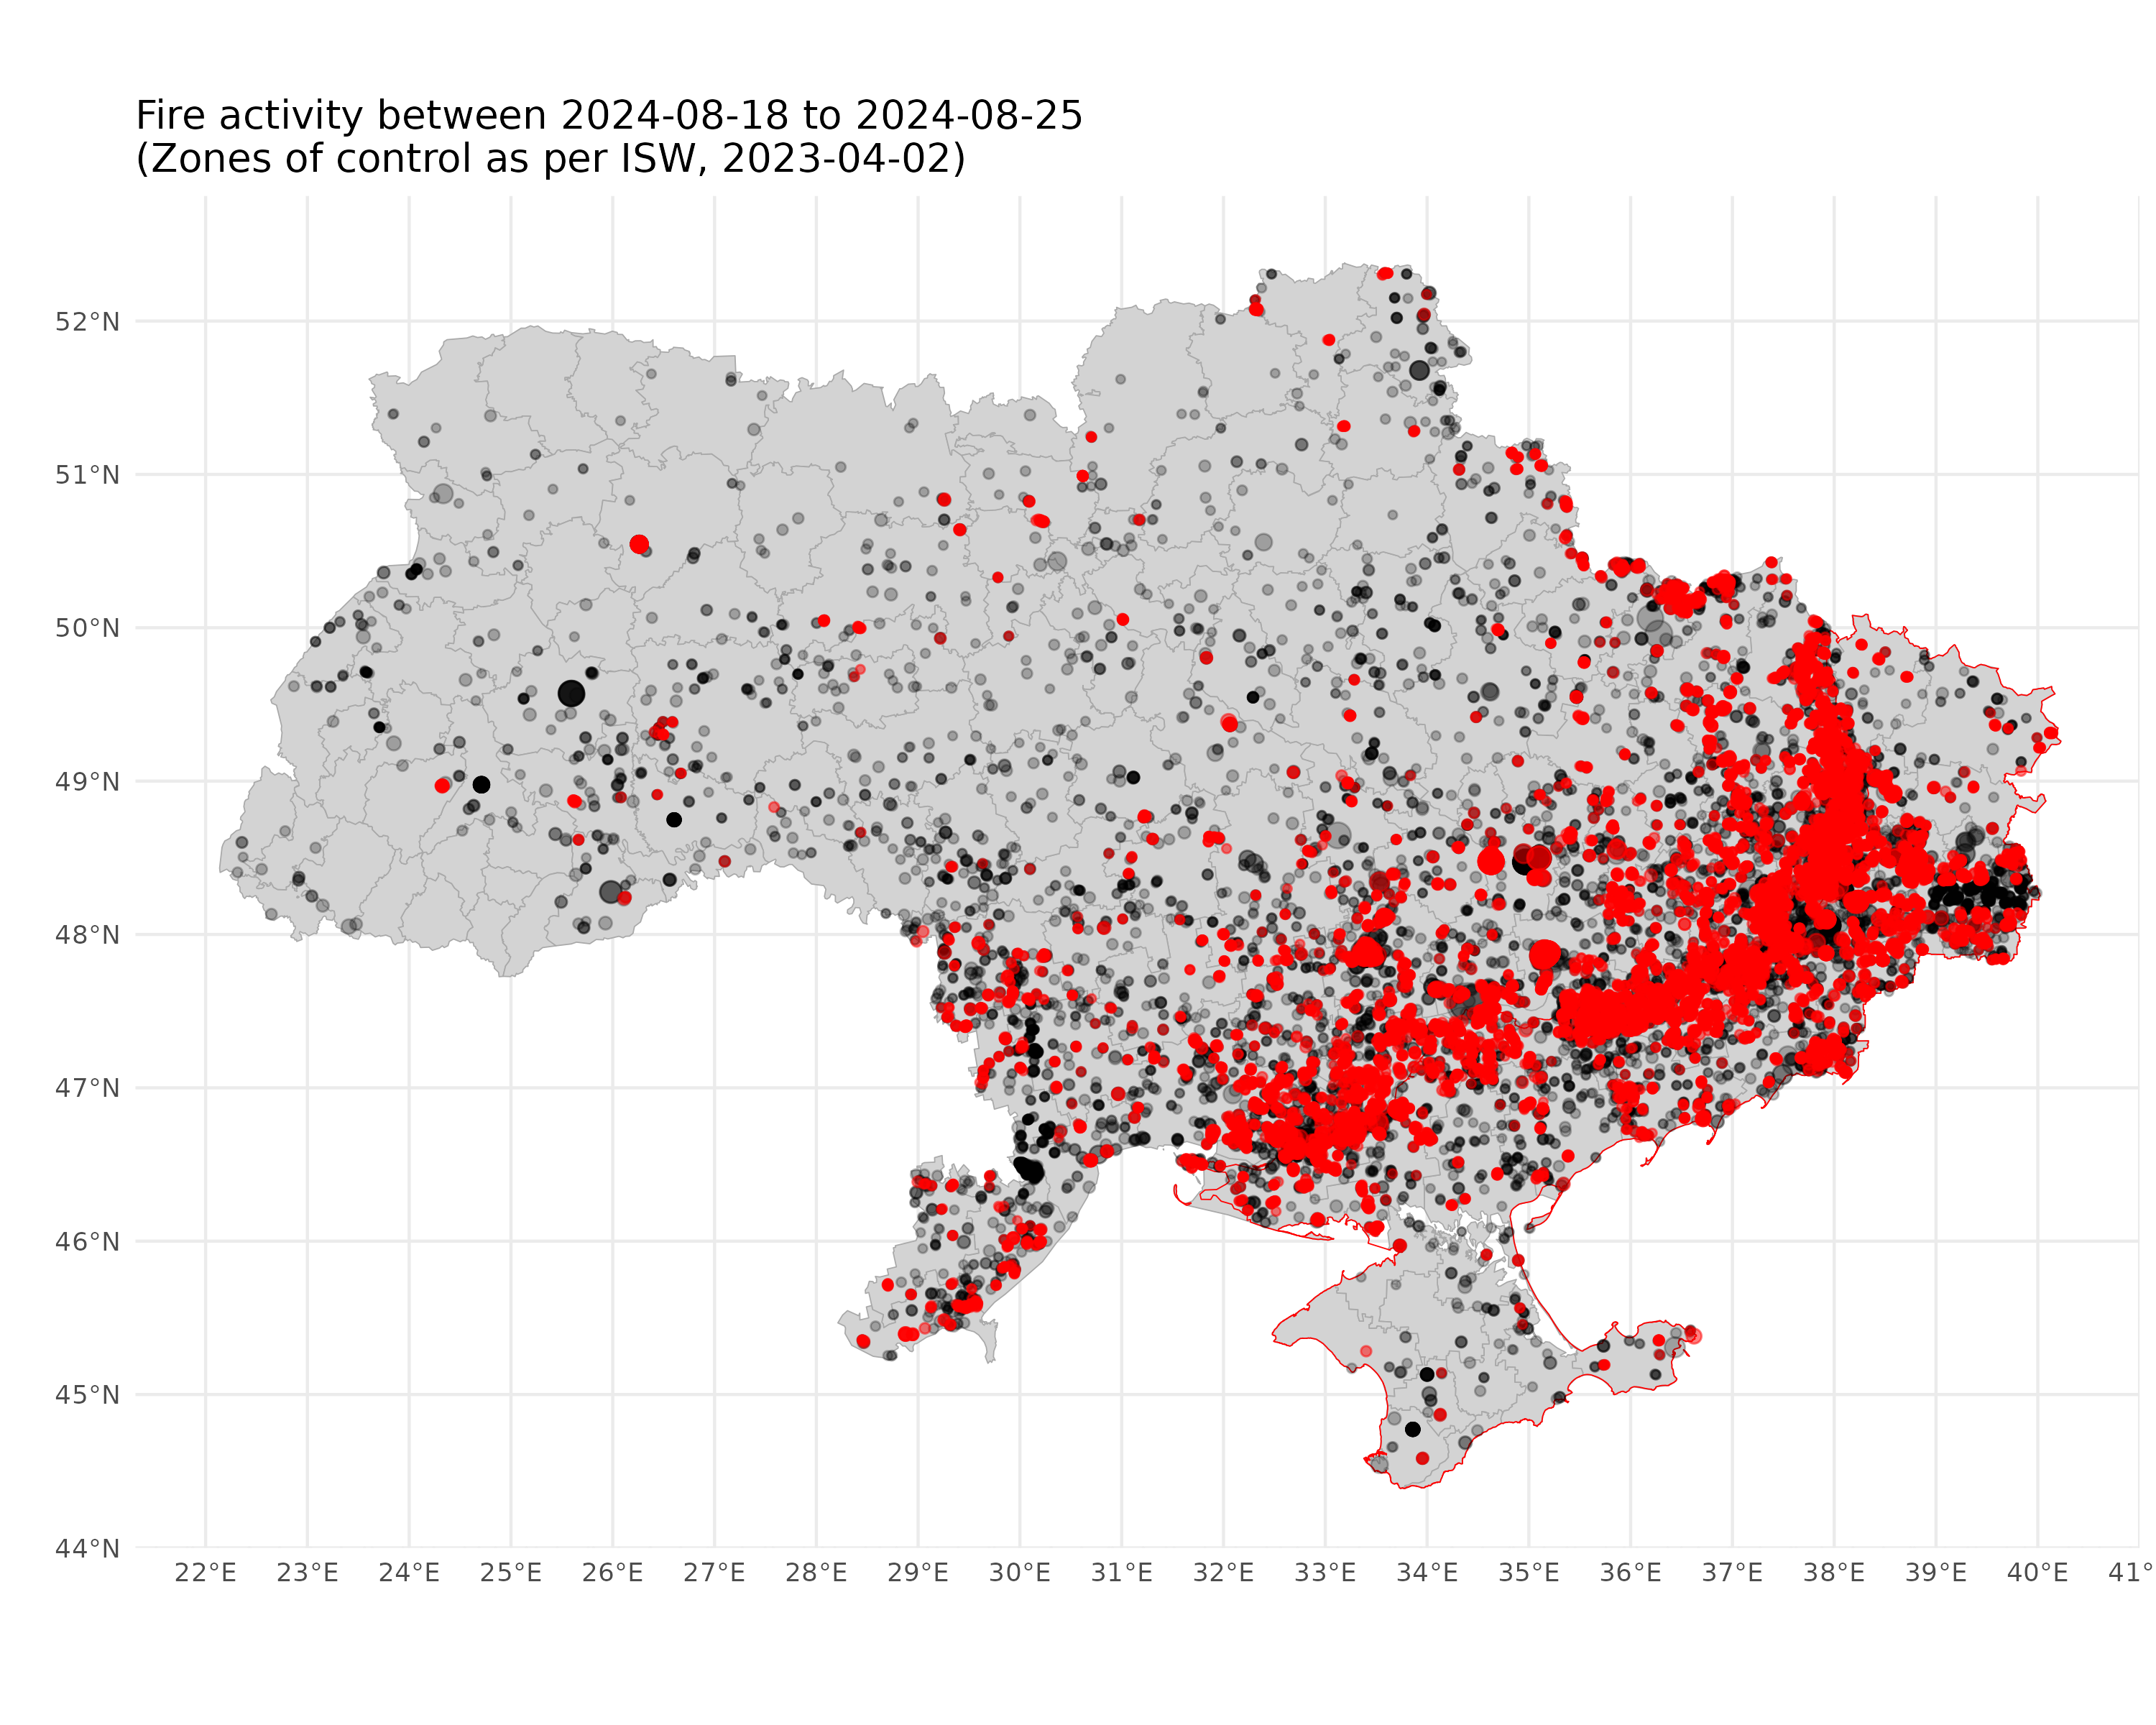 Fire activity between 2024-08-18 to 2024-08-25
(Zones of control as per ISW, 2023-04-02)
52°N
51°N
50°N
49°N
48°N
47°N
46°N
45°N
44°N
22°E 23°E 24°E 25°E 26°E 27°E 28°E 29°E 30°E 31°E 32°E 33°E 34°E 35°E 36°E 37°E 38°E 39°E 40°E 41°